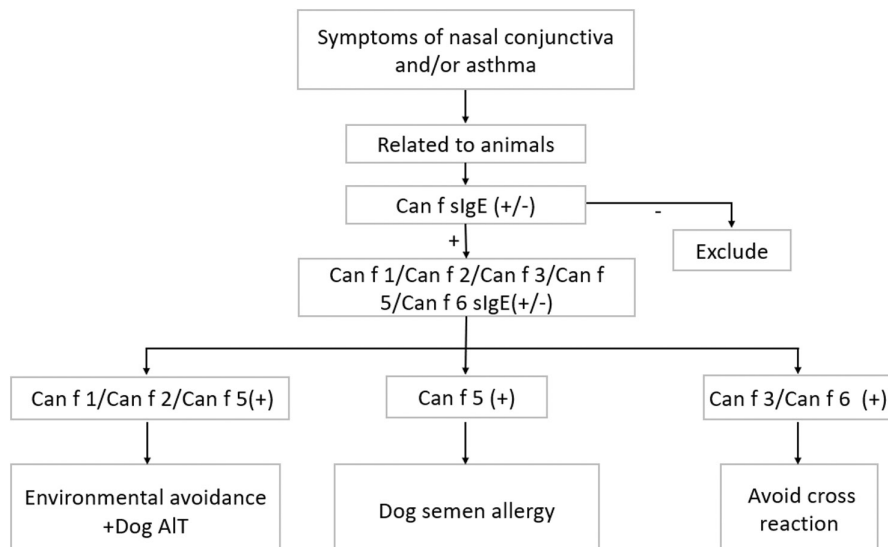 Symptoms of nasal conjunctiva
and/or asthma
Related to animals
Can f sIgE (+/-)
-
Exclude
+
Can f 1/Can f 2/Can f 3/Can f
5/Can f 6 sIgE(+/-)
Can f 1/Can f 2/Can f 5(+)
Can f 5 (+)
Can f 3/Can f 6 (+)
Environmental avoidance
+Dog AIT
Dog semen allergy
Avoid cross
reaction